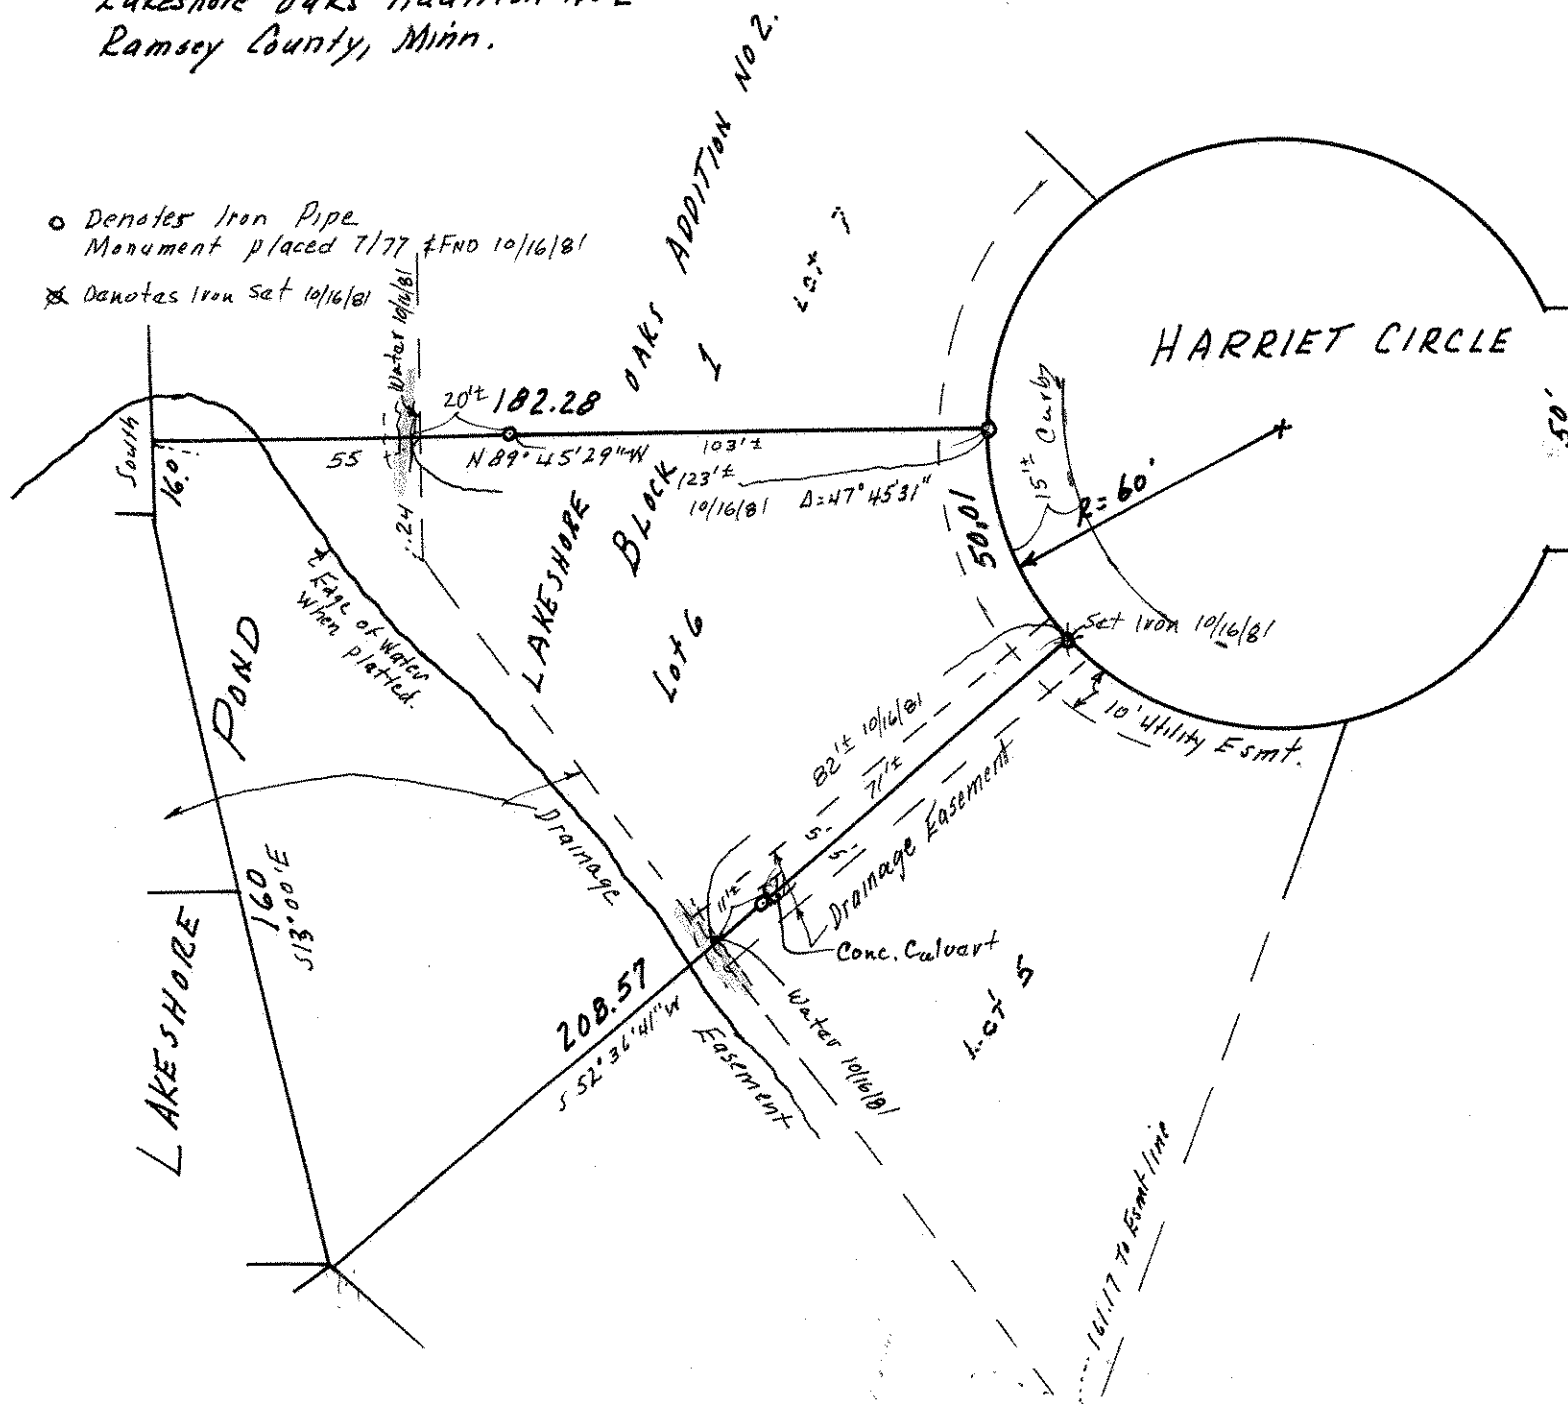 Ramsey County, Minn.
o Denotes Iron Pipe
Monument placed 7/77 & FND 10/16/81
Denotes Iron Set 10/16/81
LAKESHORE OAKS ADDITION NO 2.
BLOCK 1
Lot 7
Lot 6
Lot 5
HARRIET CIRCLE
50'
R=60'
15'± Curb
50.01
Δ=47°45'31"
Water 10/16/81
20'±
182.28
N 89°45'29" W
103'±
123'±
10/16/81
55
24
South
16.0
± Edge of water
when platted.
POND
LAKESHORE
160
S13°00'E
Drainage
Easement
208.57
S 52°36'41" W
Set Iron 10/16/81
10' Utility Esmt.
82'± 10/16/81
71'±
11'±
5'
5'
Drainage Easement
Conc. Culvert
Water 10/16/81
161.17 To Esmt line